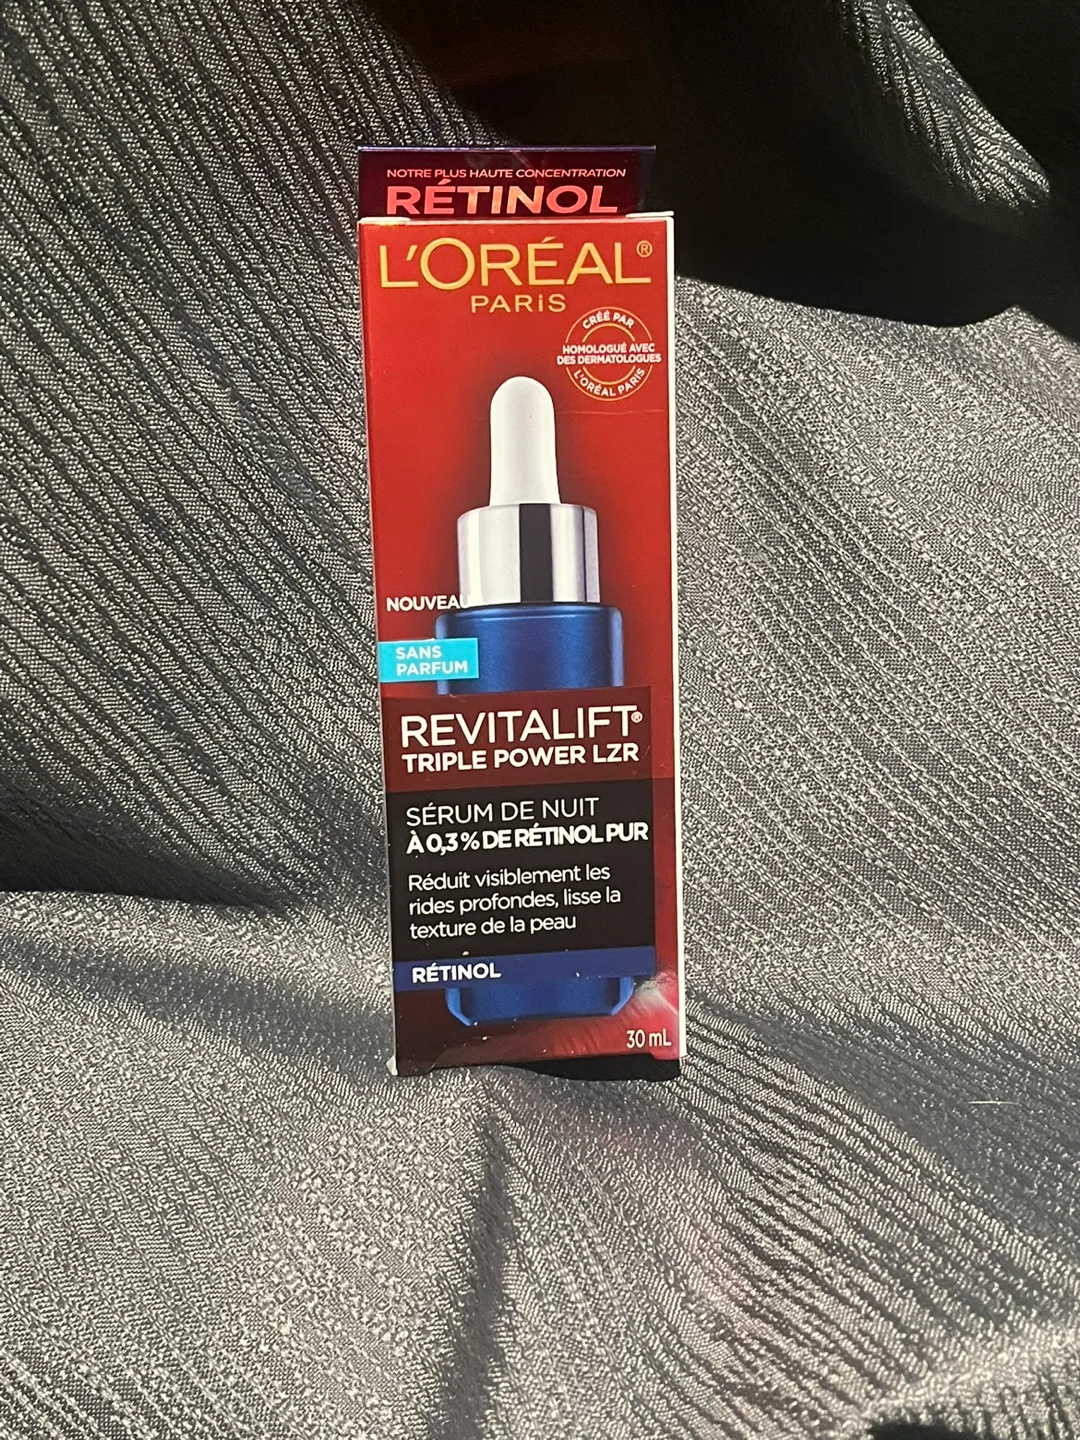 NOTRE PLUS HAUTE CONCENTRATION
RÉTINOL
L'ORÉAL®
PARIS
CRÉÉ PAR
HOMOLOGUÉ AVEC
DES DERMATOLOGUES
L'ORÉAL PARIS
NOUVEAU
SANS
PARFUM
REVITALIFT®
TRIPLE POWER LZR
SÉRUM DE NUIT
À 0,3 % DE RÉTINOL PUR
Réduit visiblement les
rides profondes, lisse la
texture de la peau
RÉTINOL
30 mL